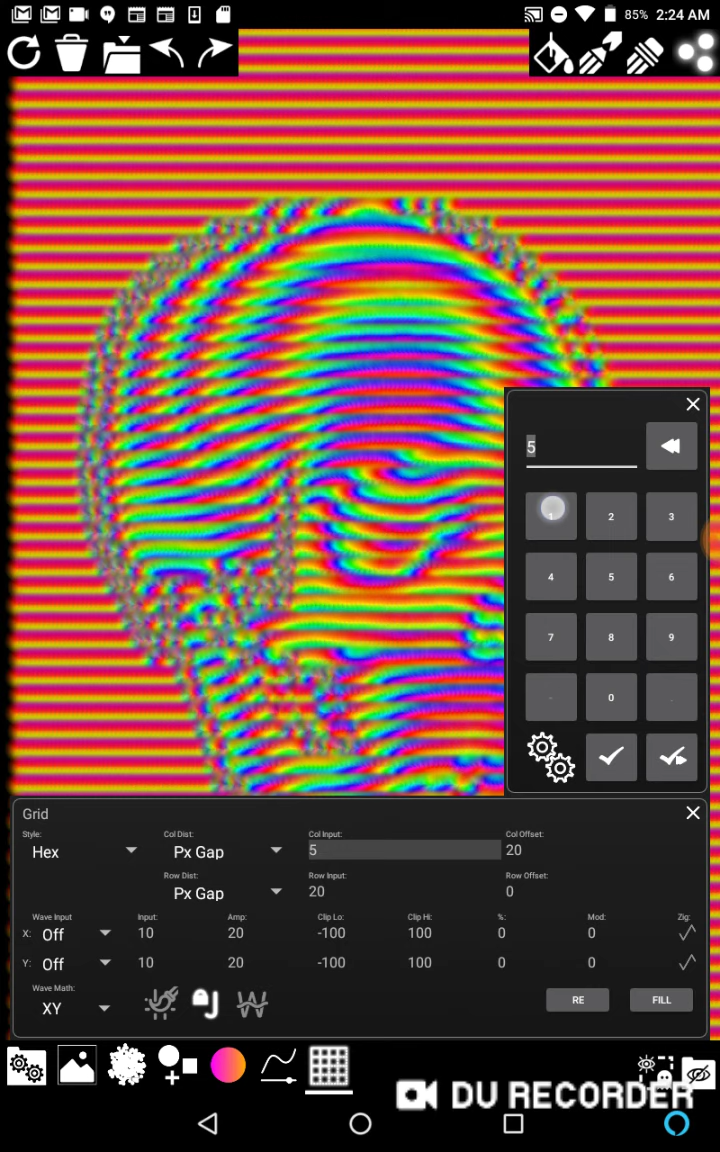 85% 2:24 AM
5
1 2 3
4 5 6
7 8 9
- 0 .
Grid
Style: Col Dist: Col Input: Col Offset:
Hex Px Gap 5 20
Row Dist: Row Input: Row Offset:
Px Gap 20 0
Wave Input Input: Amp: Clip Lo: Clip Hi: %: Mod: Zig:
X: Off 10 20 -100 100 0 0
Y: Off 10 20 -100 100 0 0
Wave Math:
XY RE FILL
DU RECORDER